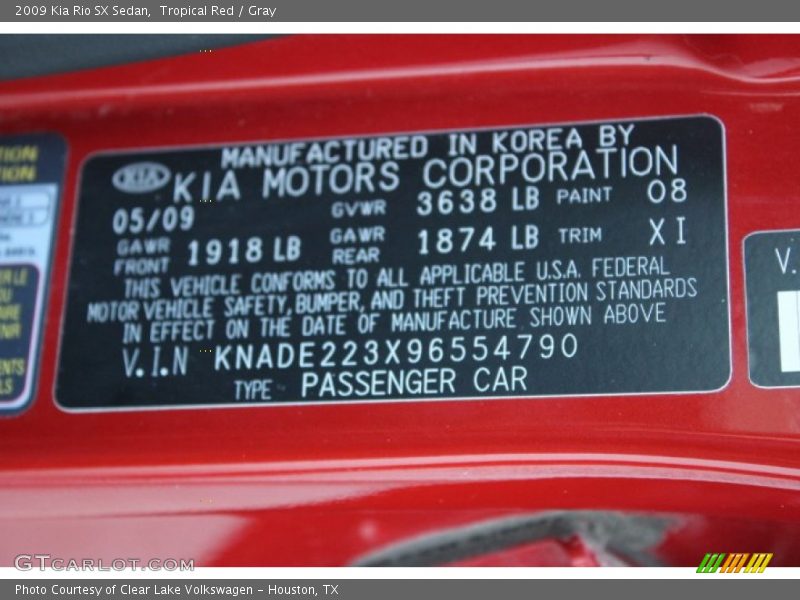 2009 Kia Rio SX Sedan, Tropical Red / Gray
MANUFACTURED IN KOREA BY
KIA KIA MOTORS CORPORATION
05/09 GVWR 3638 LB PAINT 08
GAWR FRONT 1918 LB GAWR REAR 1874 LB TRIM XI
THIS VEHICLE CONFORMS TO ALL APPLICABLE U.S.A. FEDERAL
MOTOR VEHICLE SAFETY, BUMPER, AND THEFT PREVENTION STANDARDS
IN EFFECT ON THE DATE OF MANUFACTURE SHOWN ABOVE
V.I.N KNADE223X96554790
TYPE PASSENGER CAR
V.
GTCarlot.com
Photo Courtesy of Clear Lake Volkswagen – Houston, TX